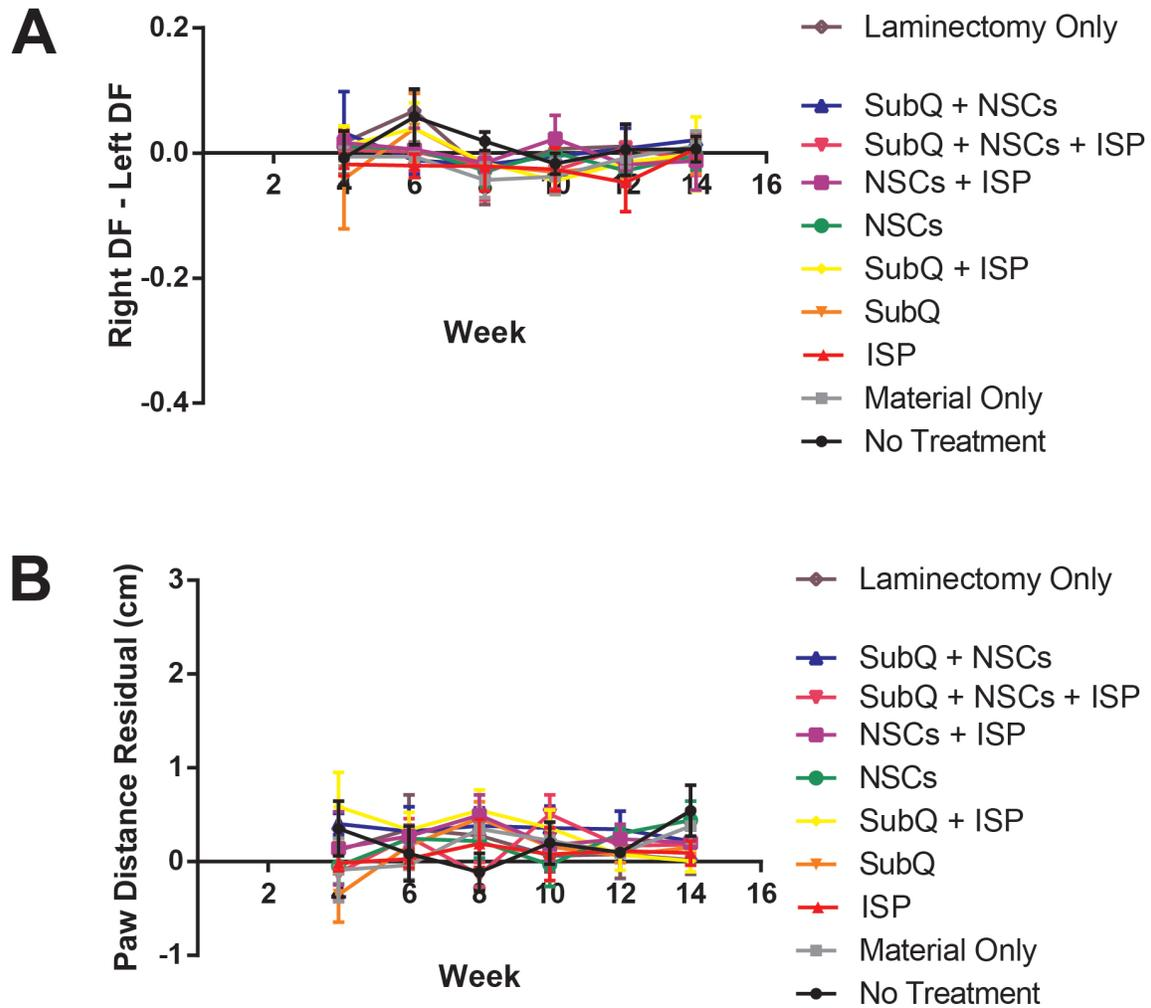 A
Right DF - Left DF
0.2
0.0
-0.2
-0.4
2 4 6 8 10 12 14 16
Week
Laminectomy Only
SubQ + NSCs
SubQ + NSCs + ISP
NSCs + ISP
NSCs
SubQ + ISP
SubQ
ISP
Material Only
No Treatment
B
Paw Distance Residual (cm)
3
2
1
0
-1
2 4 6 8 10 12 14 16
Week
Laminectomy Only
SubQ + NSCs
SubQ + NSCs + ISP
NSCs + ISP
NSCs
SubQ + ISP
SubQ
ISP
Material Only
No Treatment